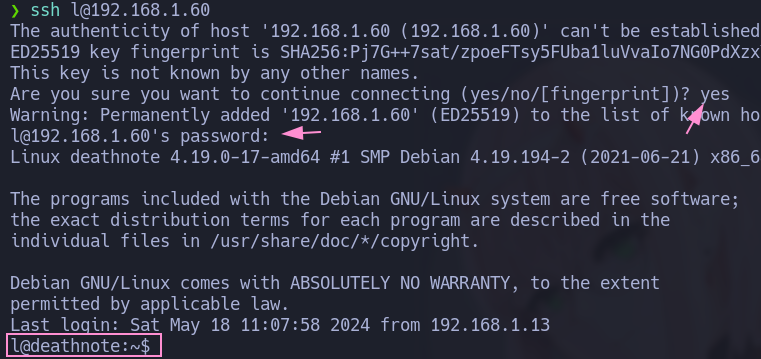 ❯ ssh l@192.168.1.60
The authenticity of host '192.168.1.60 (192.168.1.60)' can't be established
ED25519 key fingerprint is SHA256:Pj7G++7sat/zpoeFTsy5FUba1luVvaIo7NG0PdXzx
This key is not known by any other names.
Are you sure you want to continue connecting (yes/no/[fingerprint])? yes
Warning: Permanently added '192.168.1.60' (ED25519) to the list of known ho
l@192.168.1.60's password:
Linux deathnote 4.19.0-17-amd64 #1 SMP Debian 4.19.194-2 (2021-06-21) x86_6
The programs included with the Debian GNU/Linux system are free software;
the exact distribution terms for each program are described in the
individual files in /usr/share/doc/*/copyright.
Debian GNU/Linux comes with ABSOLUTELY NO WARRANTY, to the extent
permitted by applicable law.
Last login: Sat May 18 11:07:58 2024 from 192.168.1.13
l@deathnote:~$